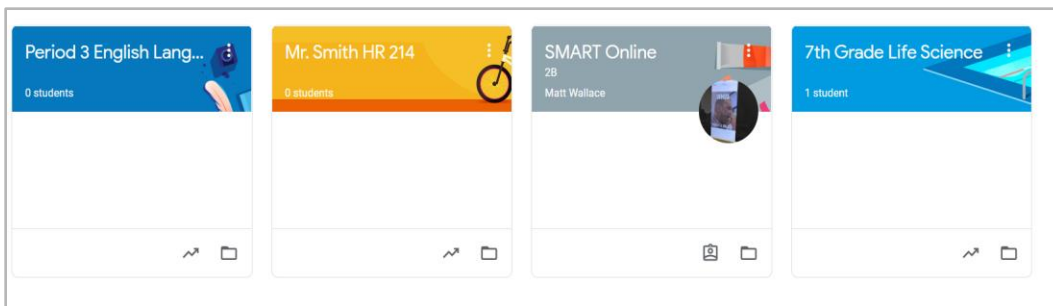 Period 3 English Lang...
0 students
Mr. Smith HR 214
0 students
SMART Online
2B
Matt Wallace
7th Grade Life Science
1 student